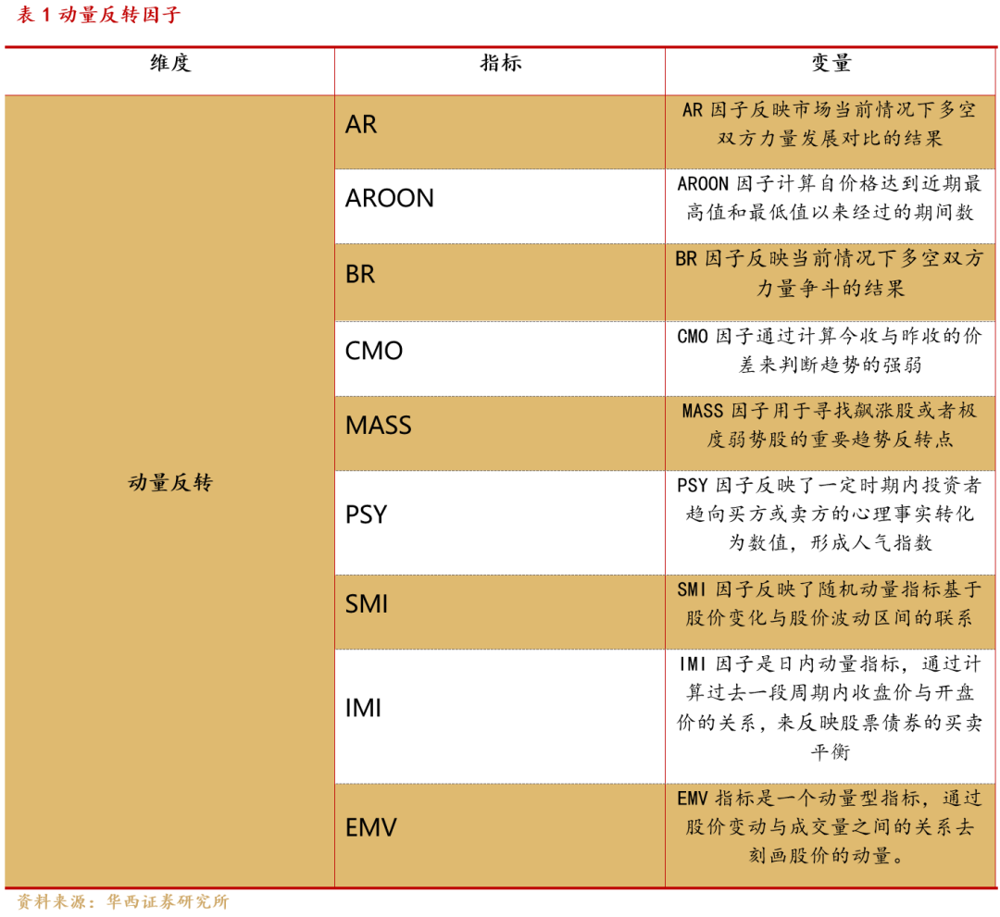 表 1 动量反转因子
维度
指标
变量
动量反转
AR
AR 因子反映市场当前情况下多空
双方力量发展对比的结果
AROON
AROON 因子计算自价格达到近期最
高值和最低值以来经过的期间数
BR
BR 因子反映当前情况下多空双方
力量争斗的结果
CMO
CMO 因子通过计算今收与昨收的价
差来判断趋势的强弱
MASS
MASS 因子用于寻找飙涨股或者极
度弱势股的重要趋势反转点
PSY
PSY 因子反映了一定时期内投资者
趋向买方或卖方的心理事实转化
为数值，形成人气指数
SMI
SMI 因子反映了随机动量指标基于
股价变化与股价波动区间的联系
IMI
IMI 因子是日内动量指标，通过计
算过去一段周期内收盘价与开盘
价的关系，来反映股票债券的买卖
平衡
EMV
EMV 指标是一个动量型指标，通过
股价变动与成交量之间的关系去
刻画股价的动量。
资料来源：华西证券研究所